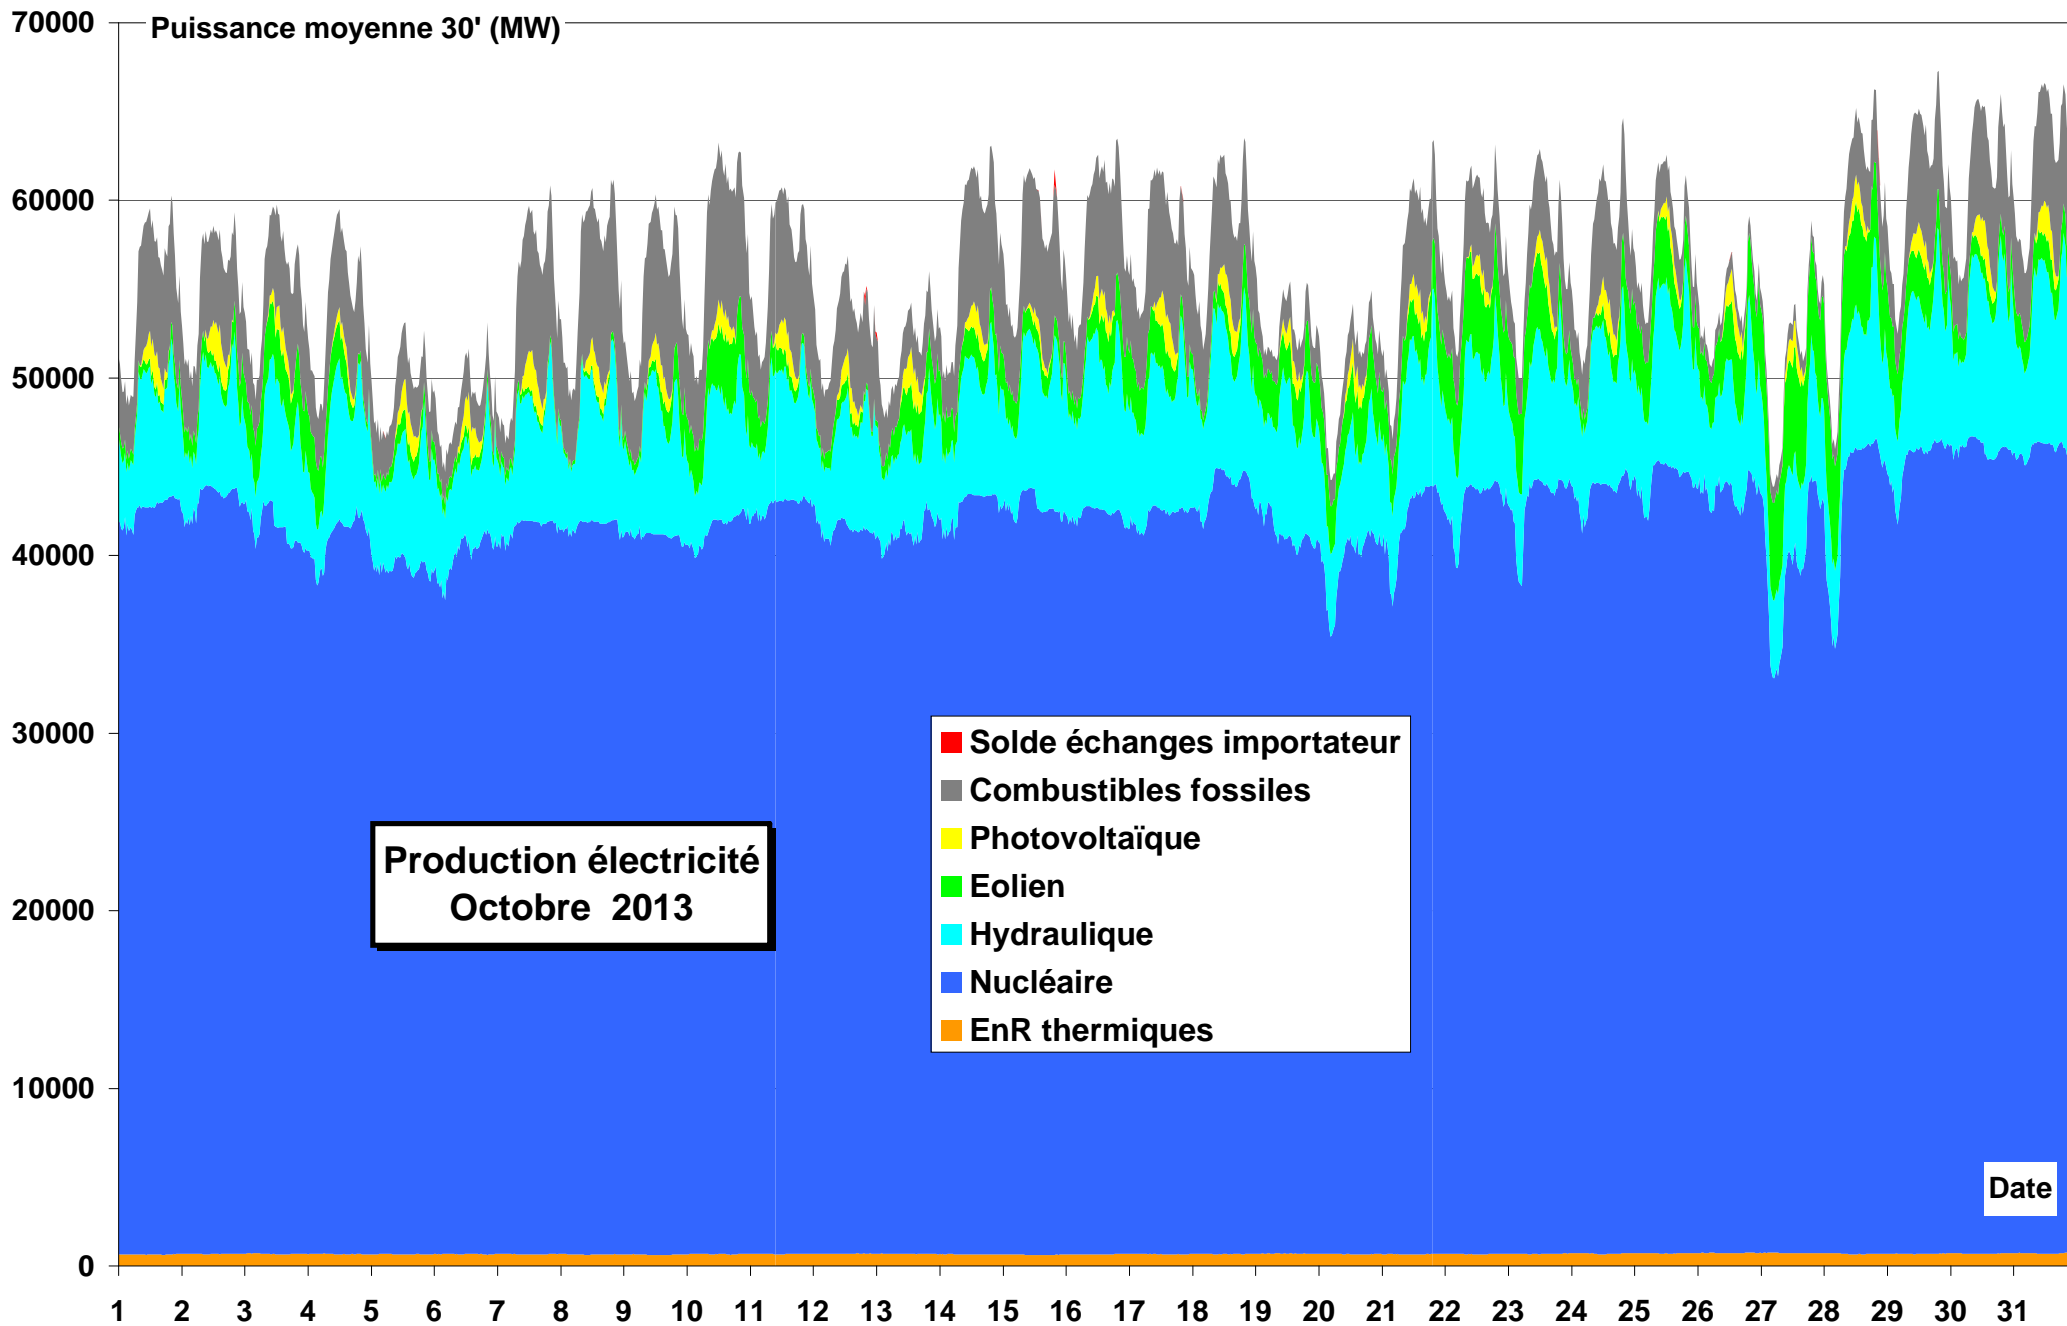 70000
Puissance moyenne 30' (MW)
60000
50000
40000
30000
20000
10000
0
Solde échanges importateur
Combustibles fossiles
Photovoltaïque
Eolien
Hydraulique
Nucléaire
EnR thermiques
Production électricité
Octobre 2013
Date
1 2 3 4 5 6 7 8 9 10 11 12 13 14 15 16 17 18 19 20 21 22 23 24 25 26 27 28 29 30 31